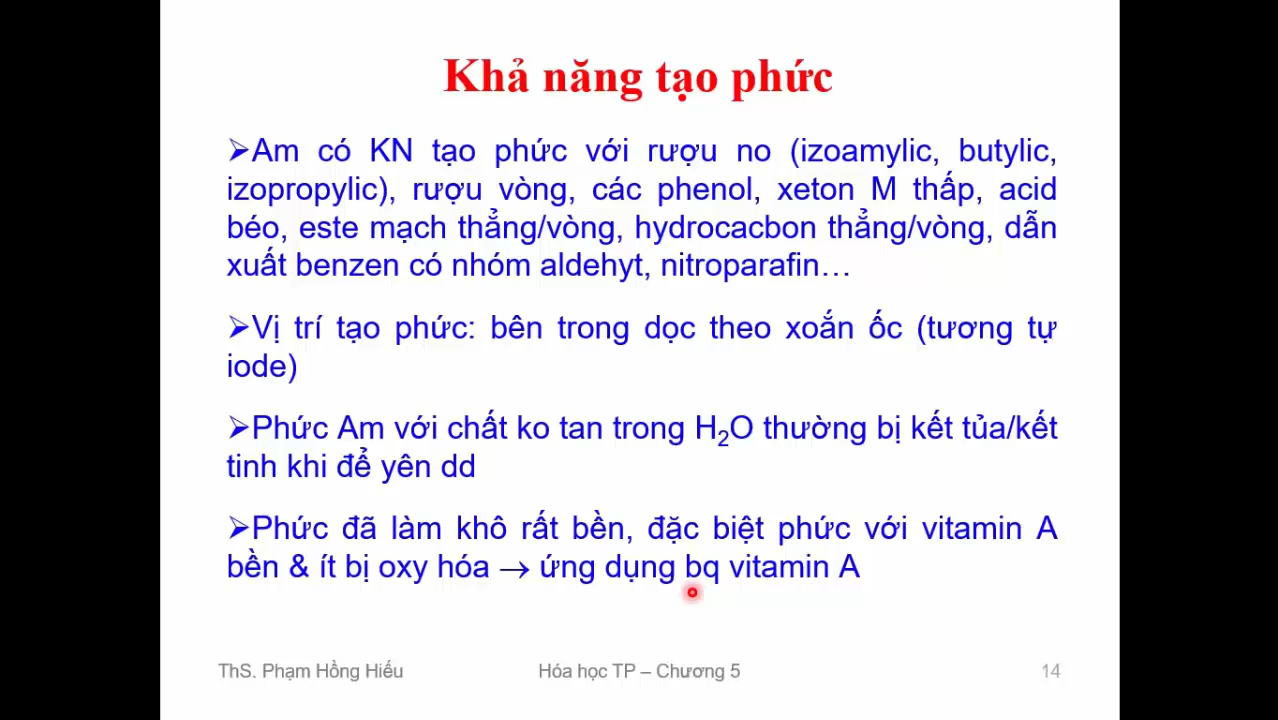 Khả năng tạo phức
➢Am có KN tạo phức với rượu no (izoamylic, butylic,
izopropylic), rượu vòng, các phenol, xeton M thấp, acid
béo, este mạch thẳng/vòng, hydrocacbon thẳng/vòng, dẫn
xuất benzen có nhóm aldehyt, nitroparafin…
➢Vị trí tạo phức: bên trong dọc theo xoắn ốc (tương tự
iode)
➢Phức Am với chất ko tan trong H₂O thường bị kết tủa/kết
tinh khi để yên dd
➢Phức đã làm khô rất bền, đặc biệt phức với vitamin A
bền & ít bị oxy hóa → ứng dụng bq vitamin A
ThS. Phạm Hồng Hiếu Hóa học TP – Chương 5 14